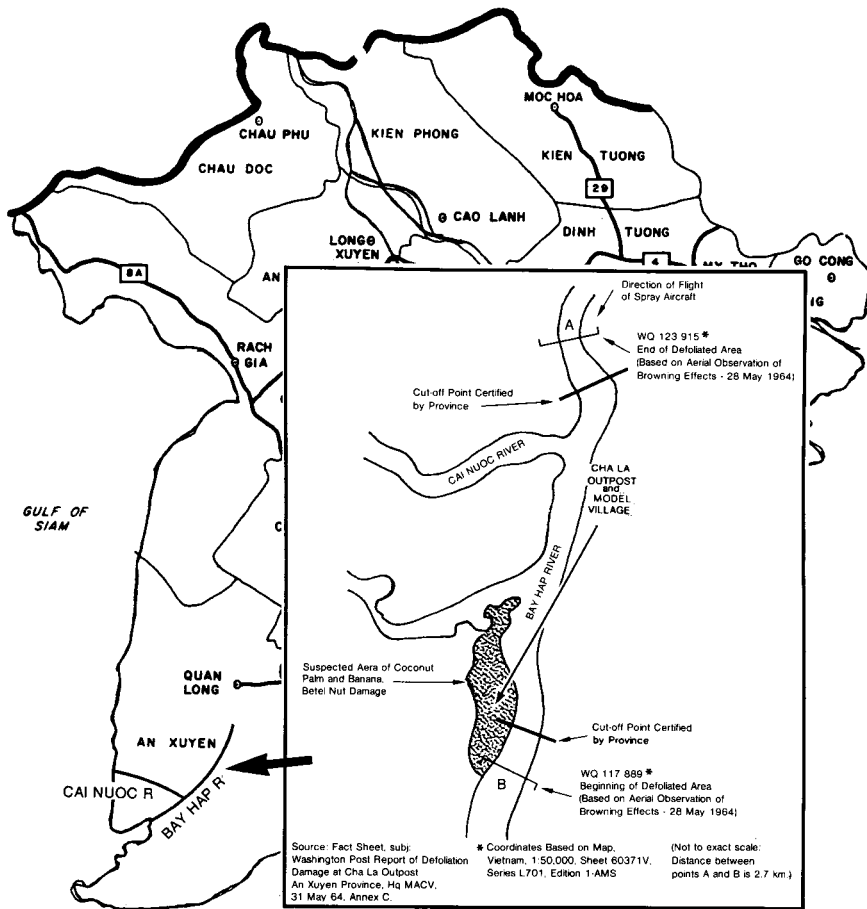 MOC HOA
CHAU PHU
KIEN PHONG
KIEN TUONG
CHAU DOC
29
CAO LANH
DINH TUONG
LONG XUYEN
8A
4
MY THO
GO CONG
AN
NG
RACH
GIA
GULF OF
SIAM
C
QUAN
LONG
AN XUYEN
CAI NUOC R
BAY HAP R
Direction of Flight
of Spray Aircraft
A
WQ 123 915 *
End of Defoliated Area
(Based on Aerial Observation of
Browning Effects - 28 May 1964)
Cut-off Point Certified
by Province
CAI NUOC RIVER
CHA LA
OUTPOST
and
MODEL
VILLAGE
BAY HAP RIVER
Suspected Aera of Coconut
Palm and Banana,
Betel Nut Damage
Cut-off Point Certified
by Province
B
WQ 117 889 *
Beginning of Defoliated Area
(Based on Aerial Observation of
Browning Effects - 28 May 1964)
Source: Fact Sheet, subj:
Washington Post Report of Defoliation
Damage at Cha La Outpost
An Xuyen Province, Hq MACV,
31 May 64, Annex C.
* Coordinates Based on Map,
Vietnam, 1:50,000, Sheet 60371V,
Series L701, Edition 1-AMS
(Not to exact scale:
Distance between
points A and B is 2.7 km.)